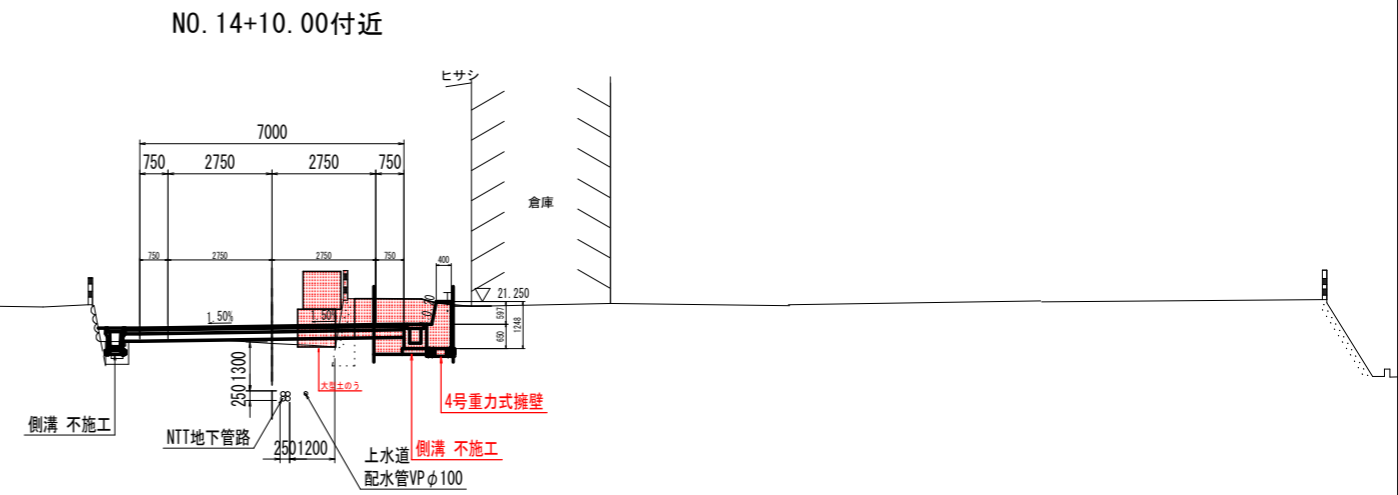 NO.14+10.00付近
ヒサシ
7000
750 2750 2750 750
倉庫
750 2750 2750 750
400
21.250
1.50% 1.50%
597
650
1248
1300
250
大型土のう
4号重力式擁壁
側溝 不施工
NTT地下管路
250 1200
上水道
配水管VPφ100
側溝 不施工